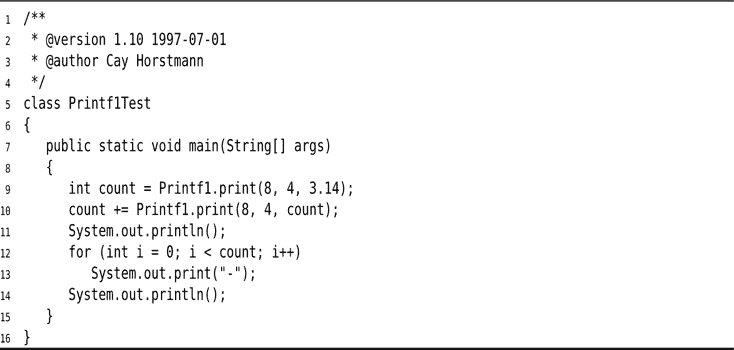 1 /**
2  * @version 1.10 1997-07-01
3  * @author Cay Horstmann
4  */
5 class Printf1Test
6 {
7    public static void main(String[] args)
8    {
9       int count = Printf1.print(8, 4, 3.14);
10       count += Printf1.print(8, 4, count);
11       System.out.println();
12       for (int i = 0; i < count; i++)
13          System.out.print("-");
14       System.out.println();
15    }
16 }